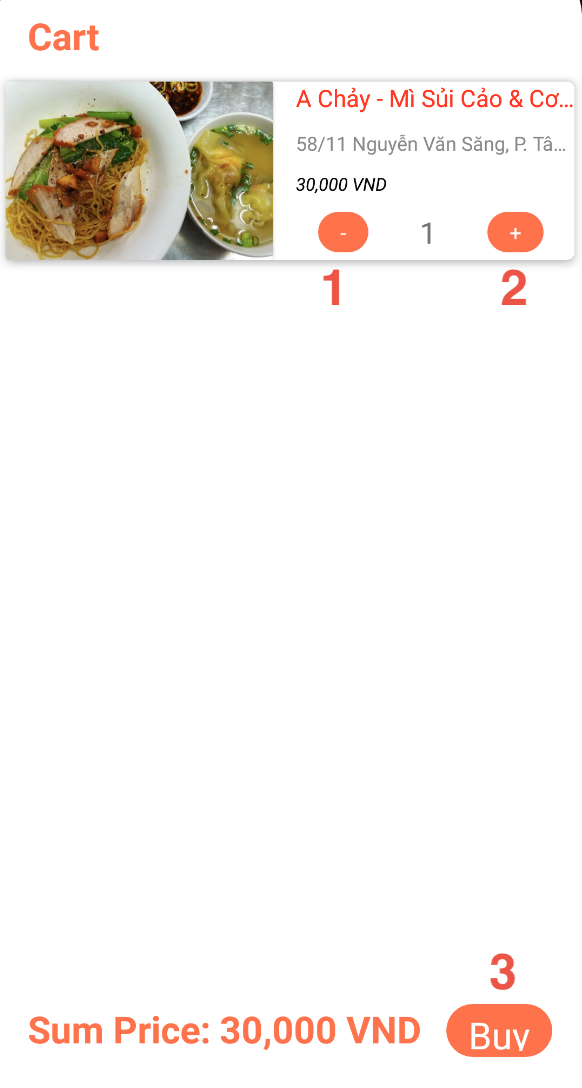 Cart
A Chảy - Mì Sủi Cảo & Cơ...
58/11 Nguyễn Văn Săng, P. Tâ...
30,000 VND
- 1 +
1 2
3
Sum Price: 30,000 VND Buy